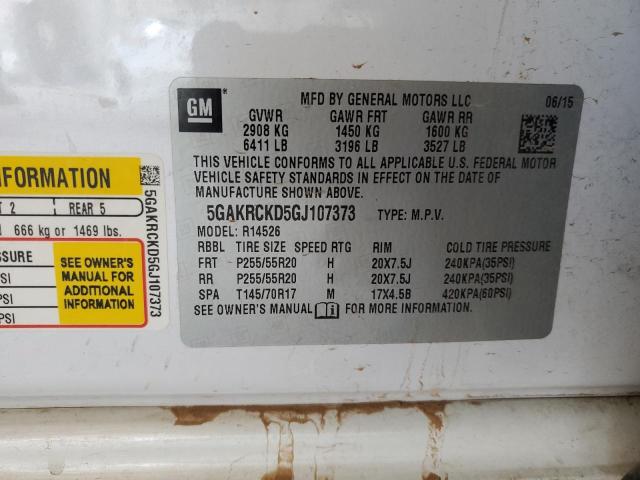 GM
MFD BY GENERAL MOTORS LLC 06/15
GVWR GAWR FRT GAWR RR
2908 KG 1450 KG 1600 KG
6411 LB 3196 LB 3527 LB
THIS VEHICLE CONFORMS TO ALL APPLICABLE U.S. FEDERAL MOTOR
VEHICLE SAFETY STANDARDS IN EFFECT ON THE DATE OF
MANUFACTURE SHOWN ABOVE.
5GAKRCKD5GJ107373 TYPE: M.P.V.
MODEL: R14526
RBBL TIRE SIZE SPEED RTG RIM COLD TIRE PRESSURE
FRT P255/55R20 H 20X7.5J 240KPA(35PSI)
RR P255/55R20 H 20X7.5J 240KPA(35PSI)
SPA T145/70R17 M 17X4.5B 420KPA(60PSI)
SEE OWNER'S MANUAL i FOR MORE INFORMATION.
INFORMATION
2 REAR 5
666 kg or 1469 lbs.
SEE OWNER'S
MANUAL FOR
ADDITIONAL
INFORMATION
5GAKRCKD5GJ107373